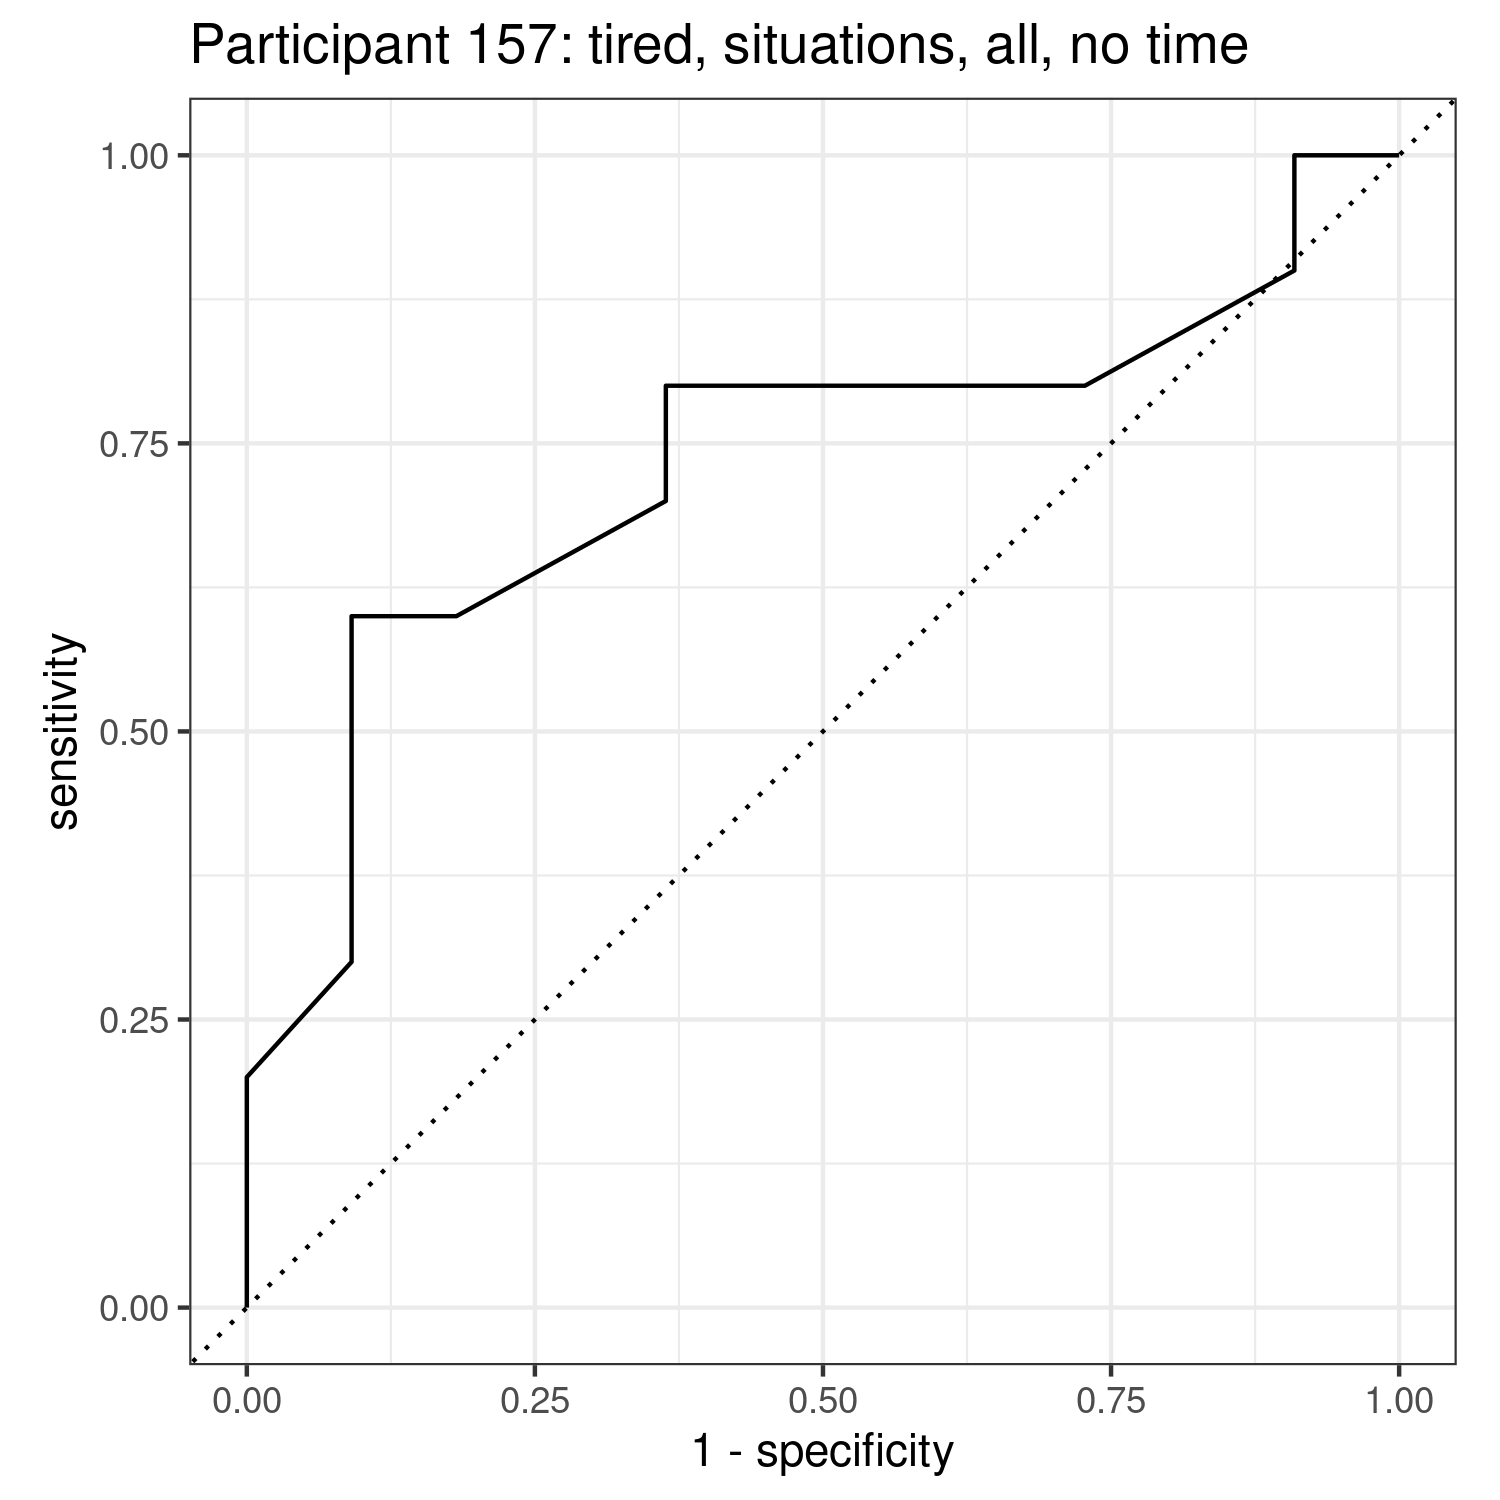 Participant 157: tired, situations, all, no time
1.00
0.75
0.50
0.25
0.00
sensitivity
0.00 0.25 0.50 0.75 1.00
1 - specificity